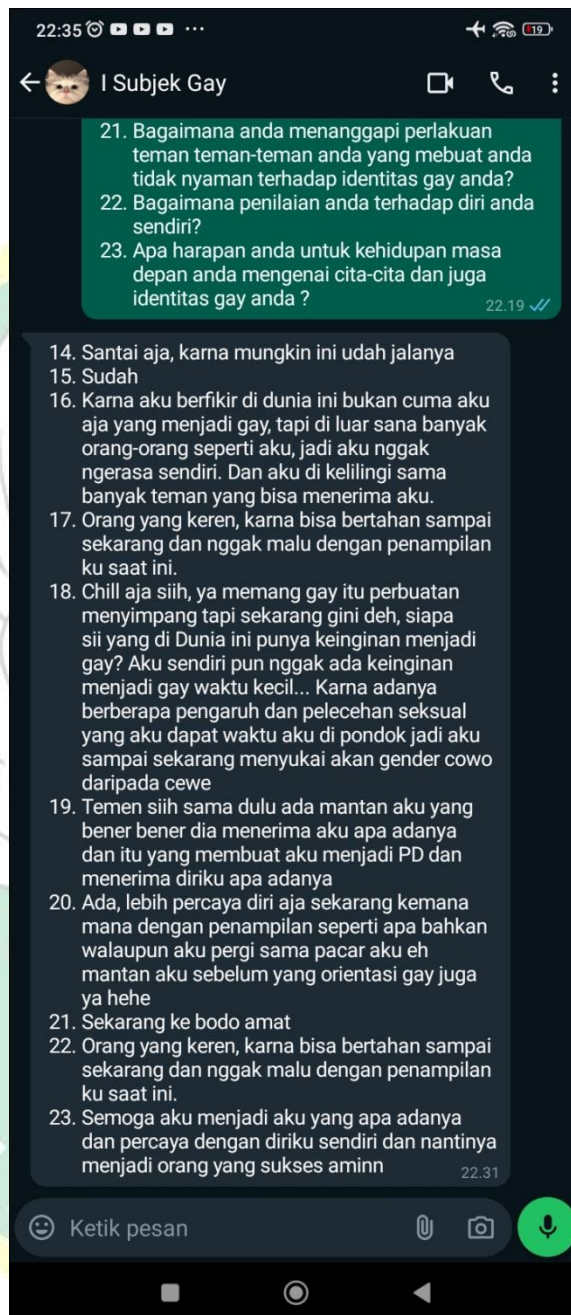 22:35
19
I Subjek Gay
21. Bagaimana anda menanggapi perlakuan
teman teman-teman anda yang mebuat anda
tidak nyaman terhadap identitas gay anda?
22. Bagaimana penilaian anda terhadap diri anda
sendiri?
23. Apa harapan anda untuk kehidupan masa
depan anda mengenai cita-cita dan juga
identitas gay anda ?
22.19
14. Santai aja, karna mungkin ini udah jalanya
15. Sudah
16. Karna aku berfikir di dunia ini bukan cuma aku
aja yang menjadi gay, tapi di luar sana banyak
orang-orang seperti aku, jadi aku nggak
ngerasa sendiri. Dan aku di kelilingi sama
banyak teman yang bisa menerima aku.
17. Orang yang keren, karna bisa bertahan sampai
sekarang dan nggak malu dengan penampilan
ku saat ini.
18. Chill aja siih, ya memang gay itu perbuatan
menyimpang tapi sekarang gini deh, siapa
sii yang di Dunia ini punya keinginan menjadi
gay? Aku sendiri pun nggak ada keinginan
menjadi gay waktu kecil... Karna adanya
berberapa pengaruh dan pelecehan seksual
yang aku dapat waktu aku di pondok jadi aku
sampai sekarang menyukai akan gender cowo
daripada cewe
19. Temen siih sama dulu ada mantan aku yang
bener bener dia menerima aku apa adanya
dan itu yang membuat aku menjadi PD dan
menerima diriku apa adanya
20. Ada, lebih percaya diri aja sekarang kemana
mana dengan penampilan seperti apa bahkan
walaupun aku pergi sama pacar aku eh
mantan aku sebelum yang orientasi gay juga
ya hehe
21. Sekarang ke bodo amat
22. Orang yang keren, karna bisa bertahan sampai
sekarang dan nggak malu dengan penampilan
ku saat ini.
23. Semoga aku menjadi aku yang apa adanya
dan percaya dengan diriku sendiri dan nantinya
menjadi orang yang sukses aminn
22.31
Ketik pesan